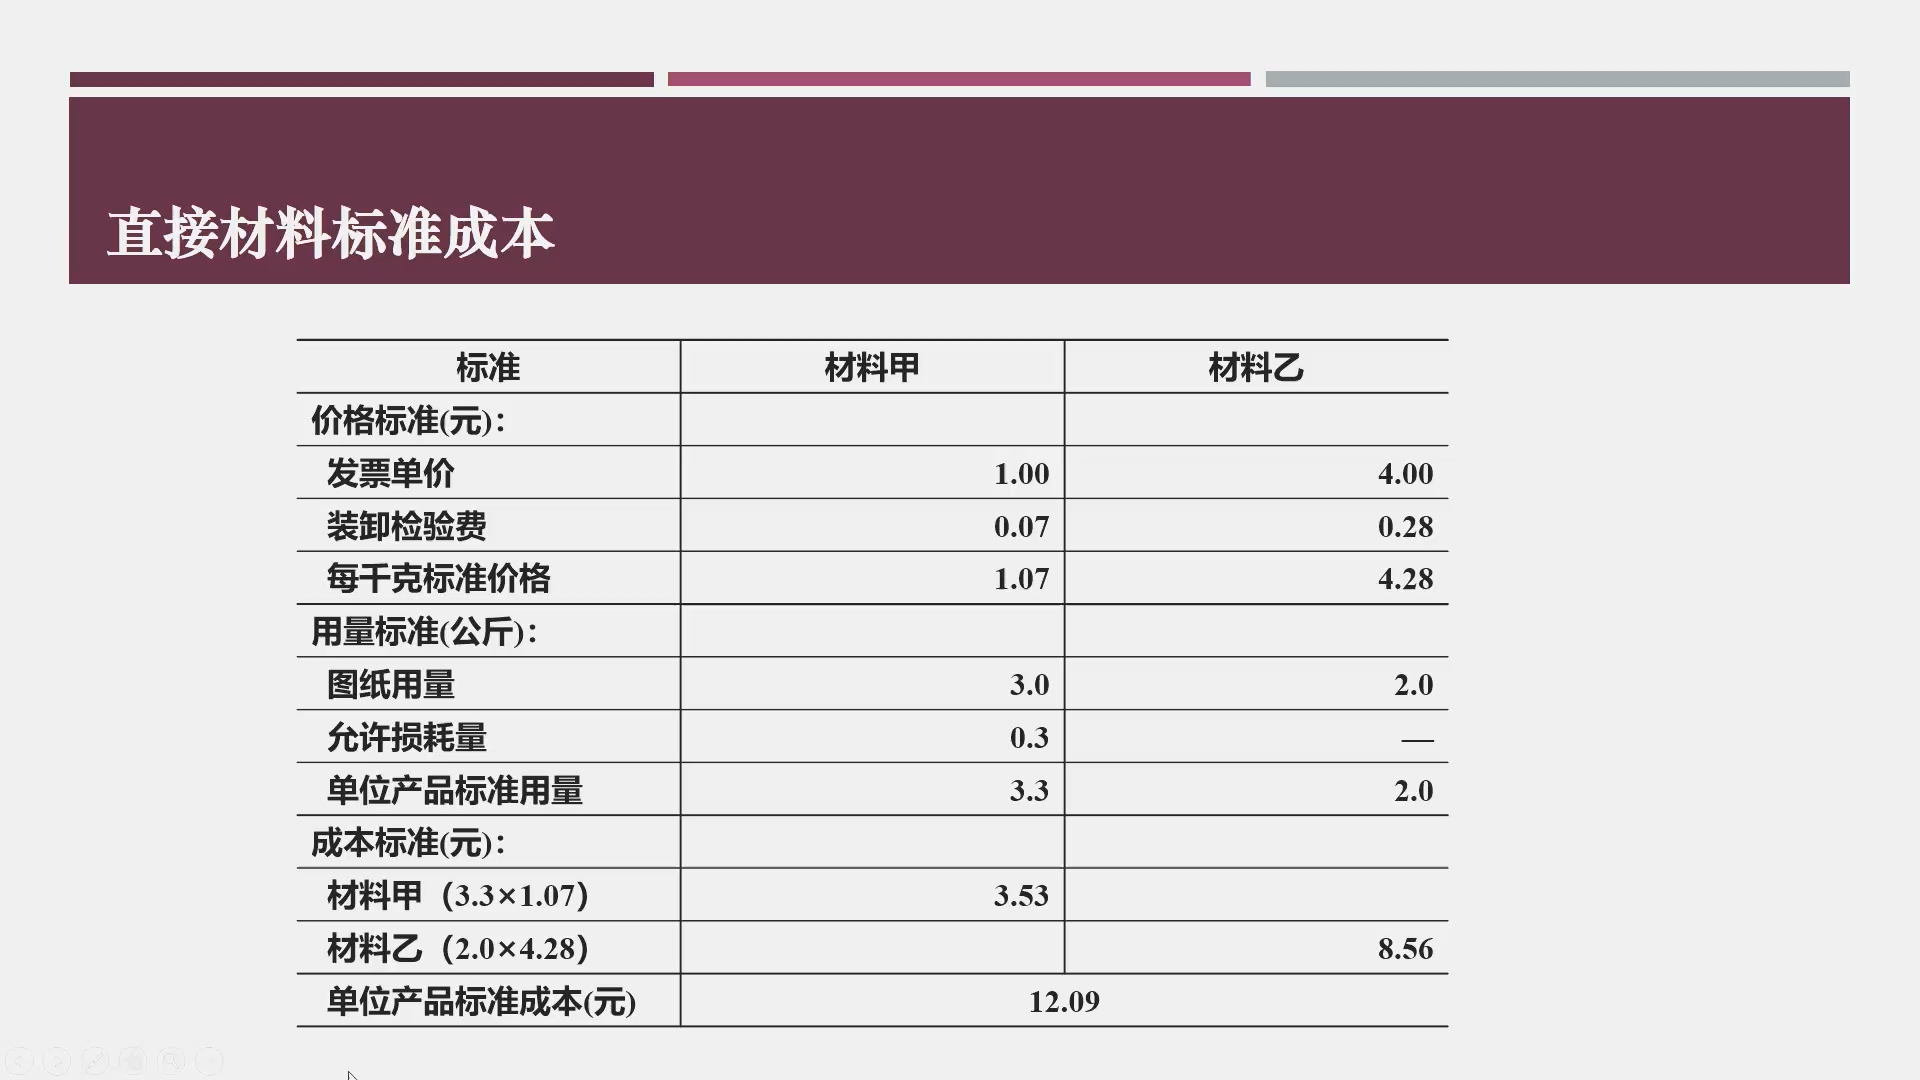 直接材料标准成本
标准 材料甲 材料乙
价格标准(元)：
发票单价 1.00 4.00
装卸检验费 0.07 0.28
每千克标准价格 1.07 4.28
用量标准(公斤)：
图纸用量 3.0 2.0
允许损耗量 0.3 —
单位产品标准用量 3.3 2.0
成本标准(元)：
材料甲（3.3×1.07） 3.53
材料乙（2.0×4.28） 8.56
单位产品标准成本(元) 12.09